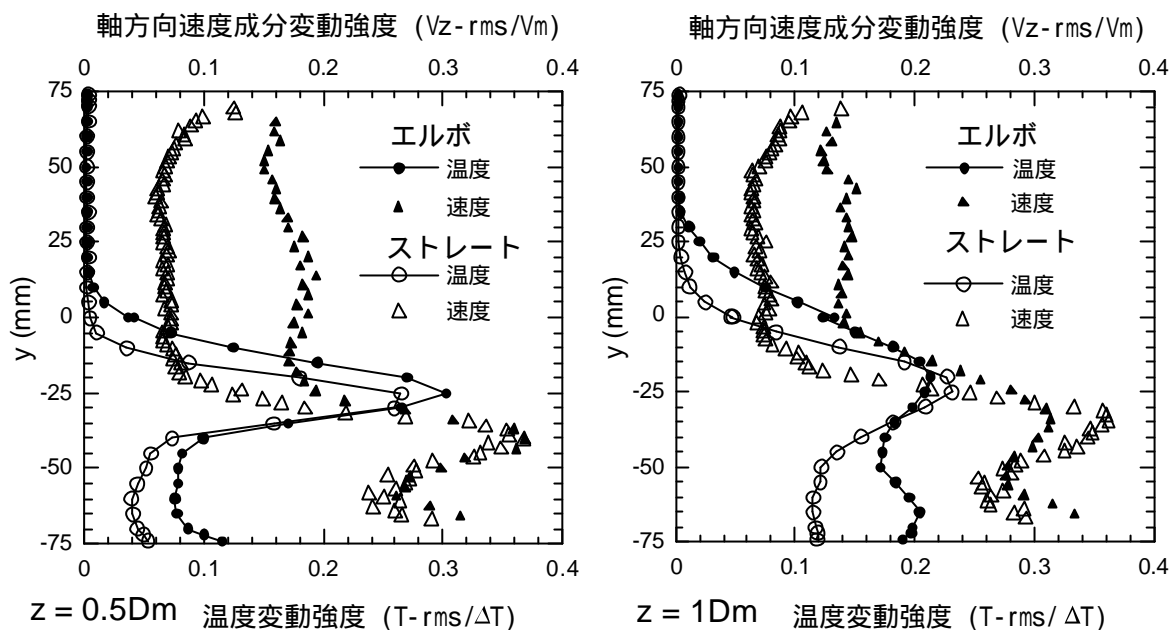 軸方向速度成分変動強度 (Vz-rms/Vm)
0 0.1 0.2 0.3 0.4
75
50
25
0
-25
-50
-75
y (mm)
エルボ
温度
速度
ストレート
温度
速度
0 0.1 0.2 0.3 0.4
z = 0.5Dm 温度変動強度 (T-rms/ΔT)
軸方向速度成分変動強度 (Vz-rms/Vm)
0 0.1 0.2 0.3 0.4
75
50
25
0
-25
-50
-75
y (mm)
エルボ
温度
速度
ストレート
温度
速度
0 0.1 0.2 0.3 0.4
z = 1Dm 温度変動強度 (T-rms/ ΔT)